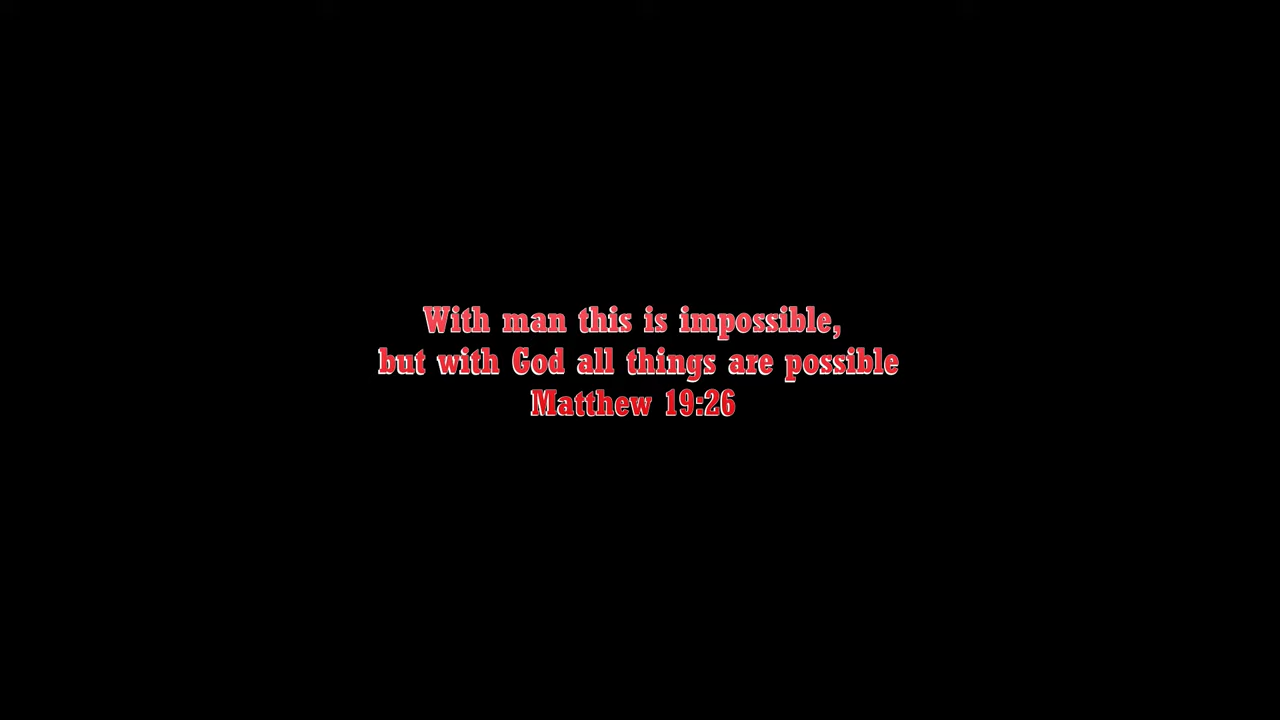 With man this is impossible,
but with God all things are possible
Matthew 19:26